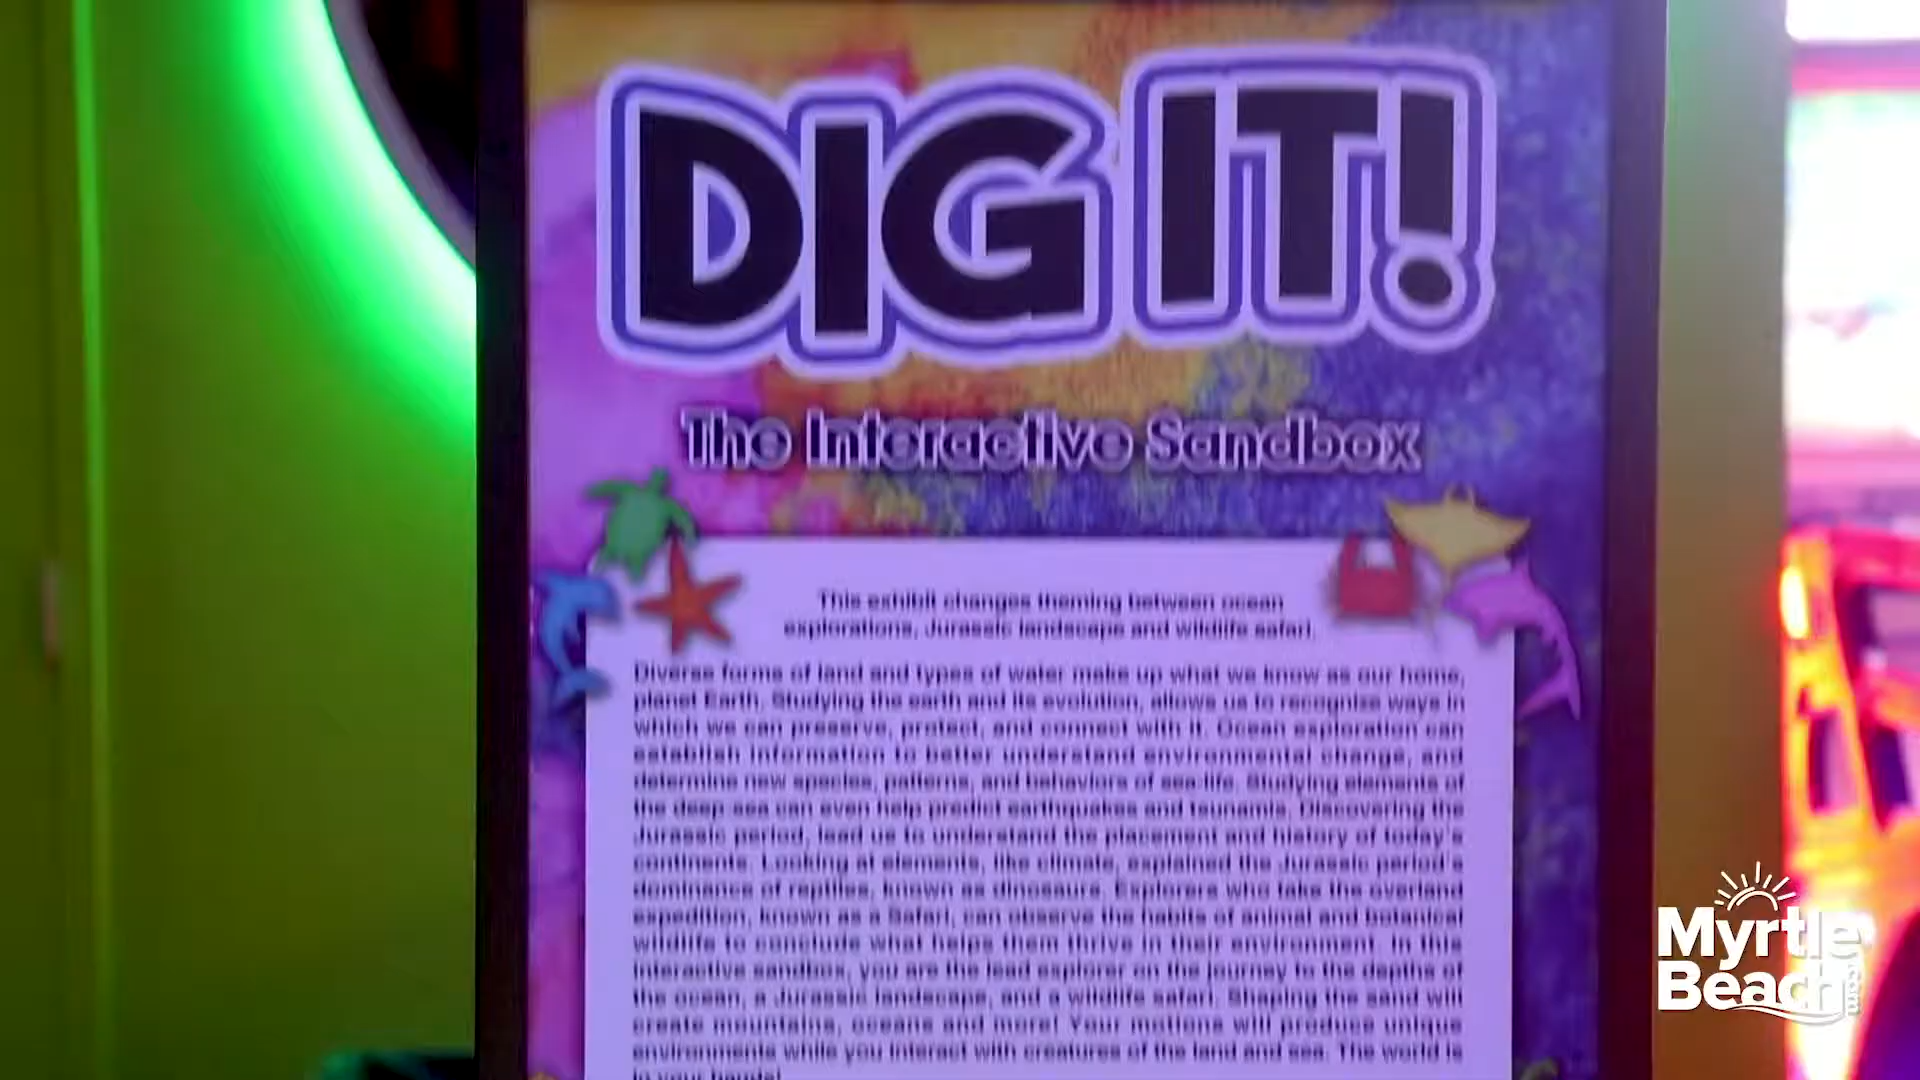 DIG IT!
The Interactive Sandbox
This exhibit changes theming between ocean
explorations, Jurassic landscape and wildlife safari.
Diverse forms of land and types of water make up what we know as our home,
planet Earth. Studying the earth and its evolution, allows us to recognize ways in
which we can preserve, protect, and connect with it. Ocean exploration can
establish information to better understand environmental change, and
determine new species, patterns, and behaviors of sea-life. Studying elements of
the deep sea can even help predict earthquakes and tsunamis. Discovering the
Jurassic period, lead us to understand the placement and history of today's
continents. Looking at elements, like climate, explained the Jurassic period's
dominance of reptiles, known as dinosaurs. Explorers who take the overland
expedition, known as a Safari, can observe the habits of animal and botanical
wildlife to conclude what helps them thrive in their environment. In this
interactive sandbox, you are the lead explorer on the journey to the depths of
the ocean, a Jurassic landscape, and a wildlife safari. Shaping the sand will
create mountains, oceans and more! Your motions will produce unique
environments while you interact with creatures of the land and sea. The world is
in your hands!
Myrtle
Beach.com